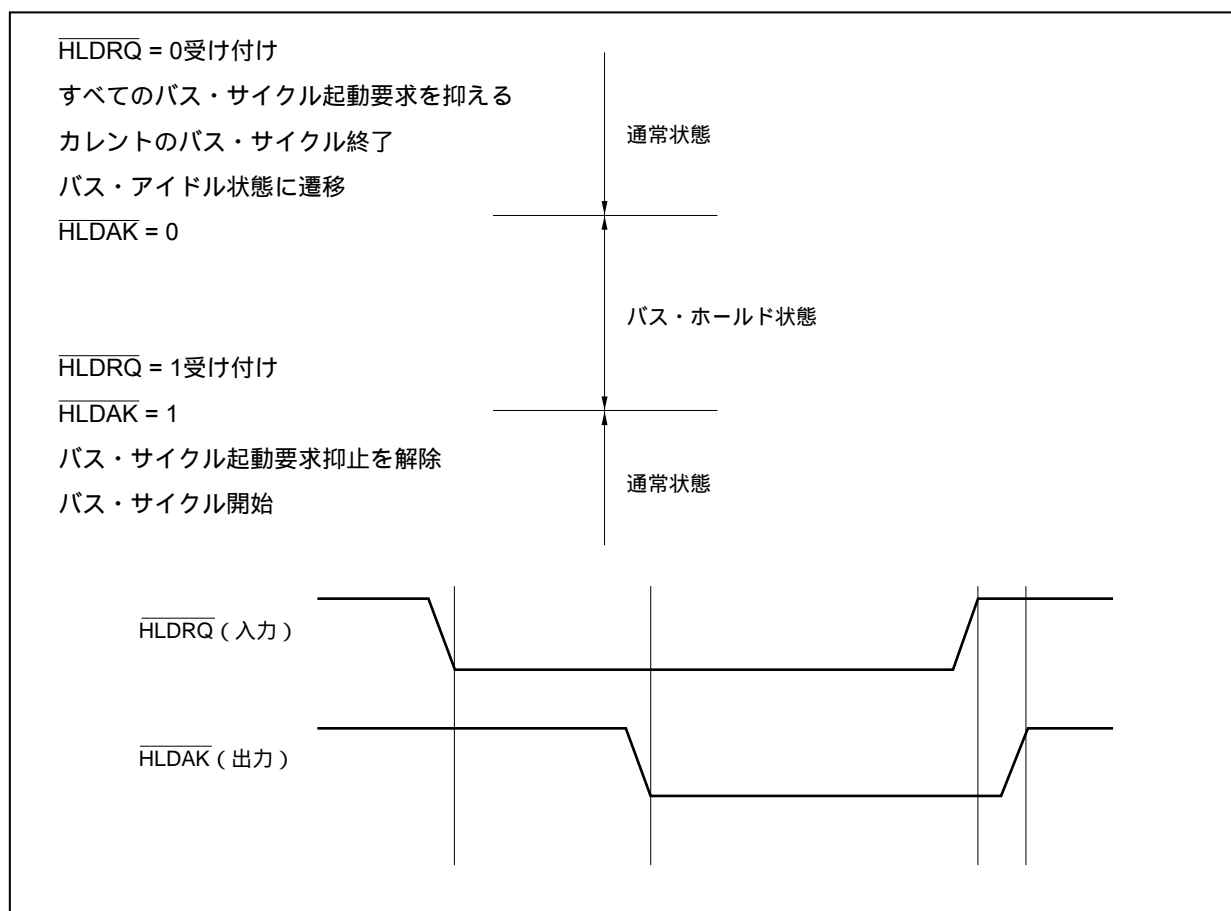 HLDRQ = 0受け付け
すべてのバス・サイクル起動要求を抑える
カレントのバス・サイクル終了
バス・アイドル状態に遷移
HLDAK = 0
通常状態
バス・ホールド状態
HLDRQ = 1受け付け
HLDAK = 1
バス・サイクル起動要求抑止を解除
バス・サイクル開始
通常状態
HLDRQ(入力)
HLDAK(出力)